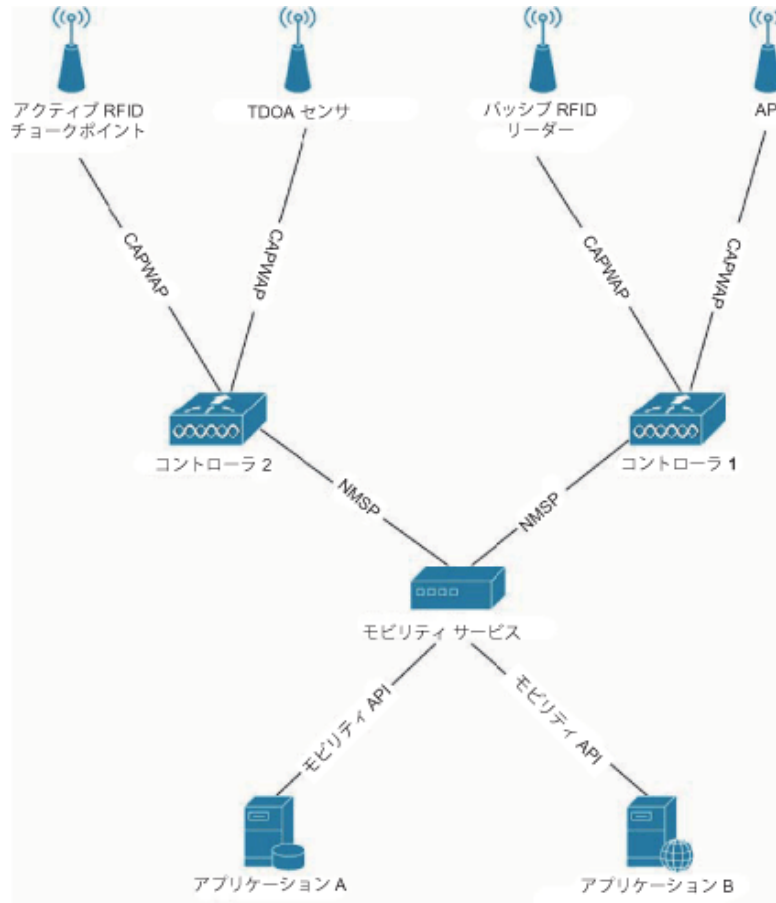 アクティブ RFID
チョークポイント
TDOA センサ
パッシブ RFID
リーダー
AP
CAPWAP
CAPWAP
CAPWAP
CAPWAP
コントローラ 2
コントローラ 1
NMSP
NMSP
モビリティ サービス
モビリティ API
モビリティ API
アプリケーション A
アプリケーション B